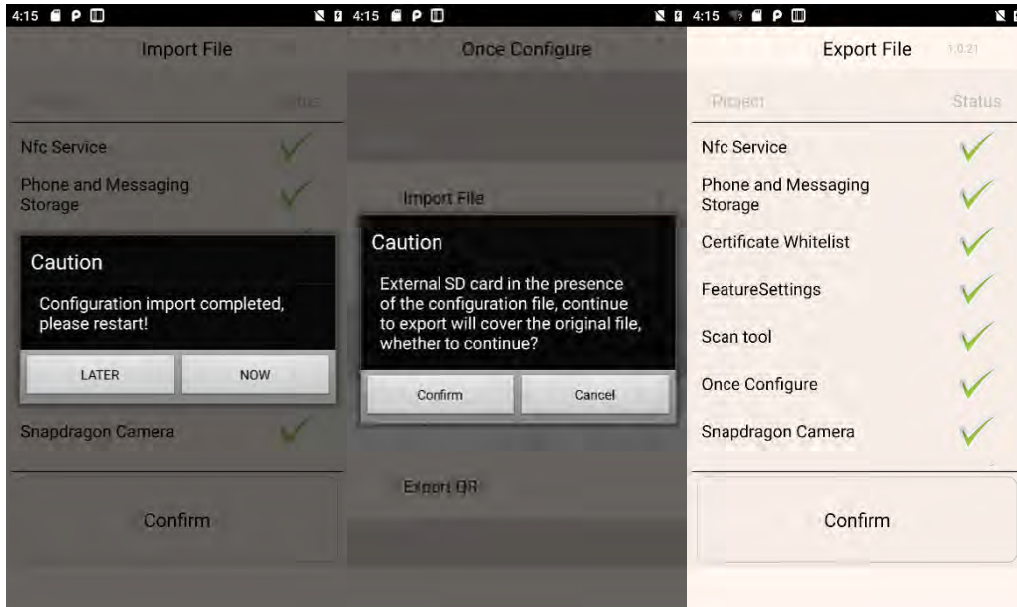 4:15
Import File
Status
Nfc Service
Phone and Messaging
Storage
Caution
Configuration import completed,
please restart!
LATER
NOW
Snapdragon Camera
Confirm
4:15
Once Configure
Import File
Caution
External SD card in the presence
of the configuration file, continue
to export will cover the original file,
whether to continue?
Confirm
Cancel
Export QR
4:15
Export File
1.0.21
Project
Status
Nfc Service
Phone and Messaging
Storage
Certificate Whitelist
FeatureSettings
Scan tool
Once Configure
Snapdragon Camera
Confirm